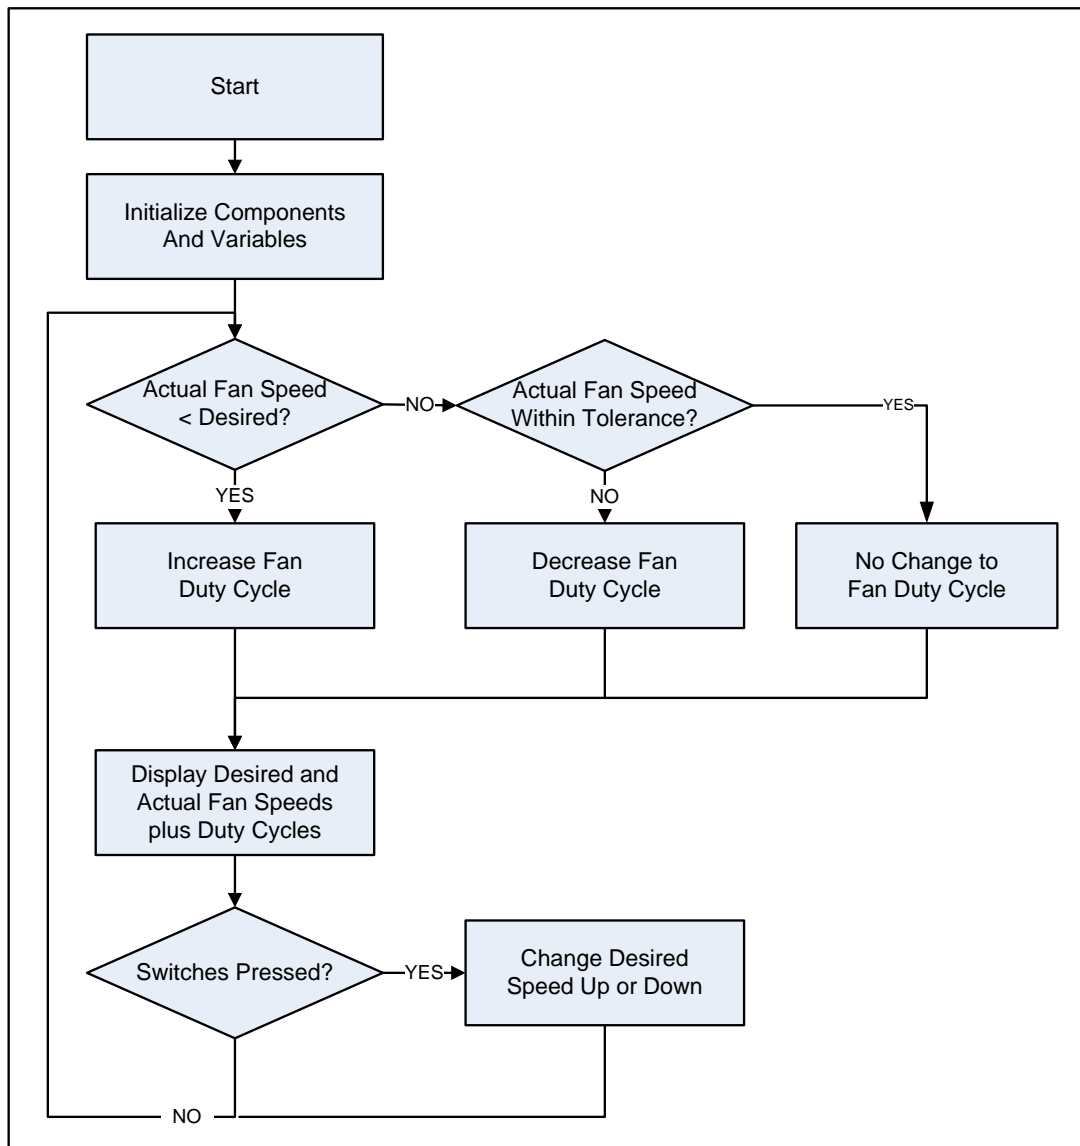 Start
Initialize Components
And Variables
Actual Fan Speed
< Desired?
NO
Actual Fan Speed
Within Tolerance?
YES
YES
NO
Increase Fan
Duty Cycle
Decrease Fan
Duty Cycle
No Change to
Fan Duty Cycle
Display Desired and
Actual Fan Speeds
plus Duty Cycles
Switches Pressed?
YES
Change Desired
Speed Up or Down
NO